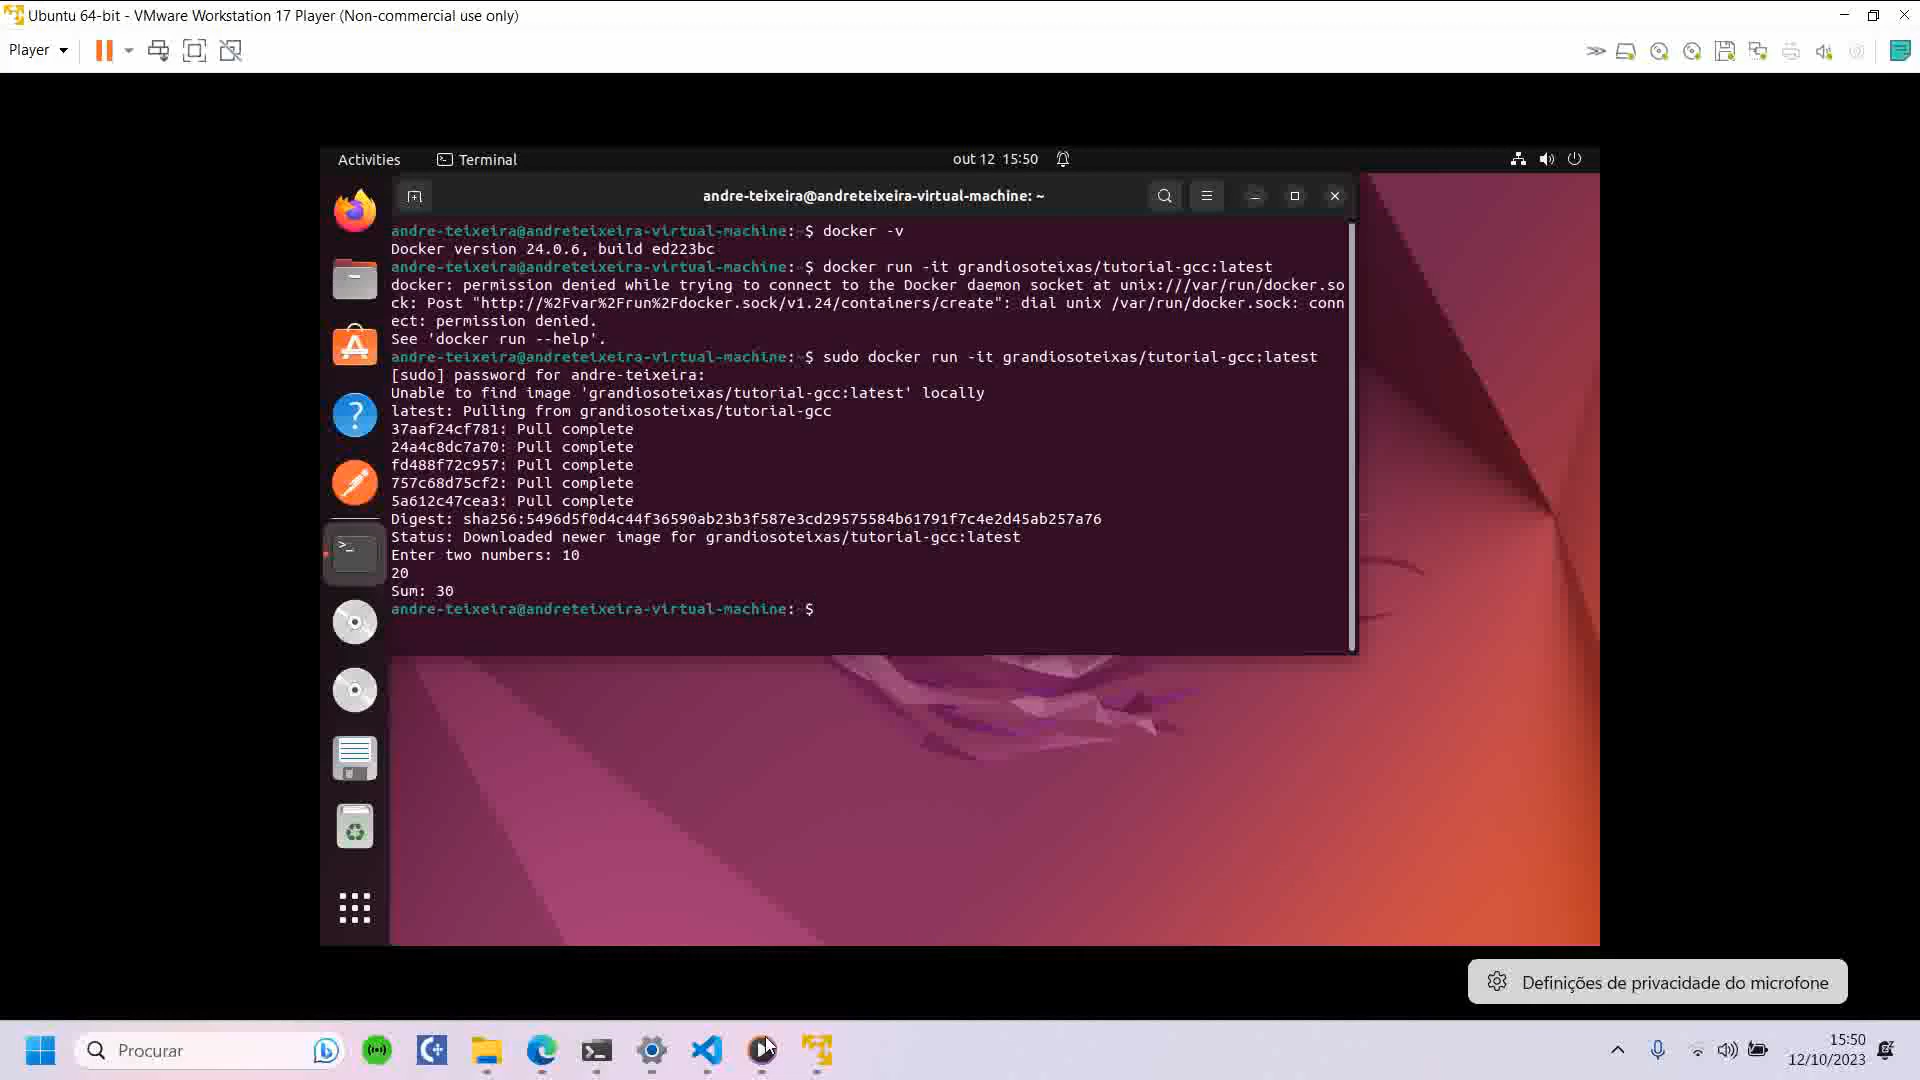 Ubuntu 64-bit - VMware Workstation 17 Player (Non-commercial use only)
Player
Activities
Terminal
out 12 15:50
andre-teixeira@andreteixeira-virtual-machine: ~
andre-teixeira@andreteixeira-virtual-machine:~$ docker -v
Docker version 24.0.6, build ed223bc
andre-teixeira@andreteixeira-virtual-machine:~$ docker run -it grandiosoteixas/tutorial-gcc:latest
docker: permission denied while trying to connect to the Docker daemon socket at unix:///var/run/docker.so
ck: Post "http://%2Fvar%2Frun%2Fdocker.sock/v1.24/containers/create": dial unix /var/run/docker.sock: conn
ect: permission denied.
See 'docker run --help'.
andre-teixeira@andreteixeira-virtual-machine:~$ sudo docker run -it grandiosoteixas/tutorial-gcc:latest
[sudo] password for andre-teixeira:
Unable to find image 'grandiosoteixas/tutorial-gcc:latest' locally
latest: Pulling from grandiosoteixas/tutorial-gcc
37aaf24cf781: Pull complete
24a4c8dc7a70: Pull complete
fd488f72c957: Pull complete
757c68d75cf2: Pull complete
5a612c47cea3: Pull complete
Digest: sha256:5496d5f0d4c44f36590ab23b3f587e3cd29575584b61791f7c4e2d45ab257a76
Status: Downloaded newer image for grandiosoteixas/tutorial-gcc:latest
Enter two numbers: 10
20
Sum: 30
andre-teixeira@andreteixeira-virtual-machine:~$
Definições de privacidade do microfone
Procurar
15:50
12/10/2023